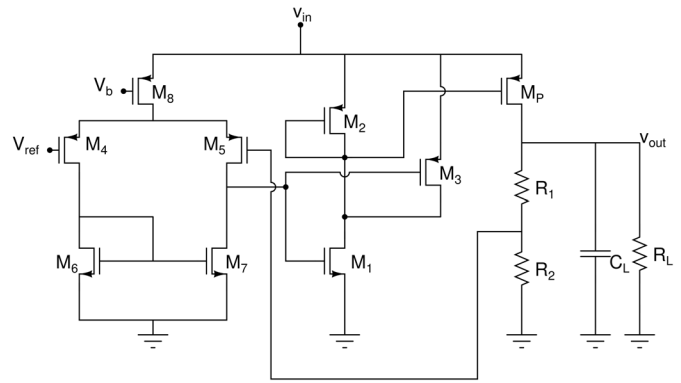 v_in
V_b
M_8
M_2
M_P
V_ref
M_4
M_5
v_out
M_3
R_1
M_6
M_7
M_1
R_2
C_L
R_L